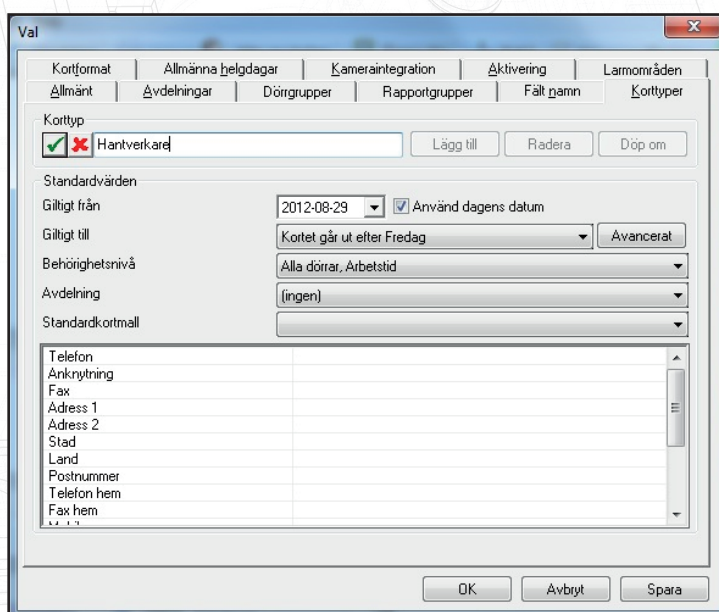 Val
Kortformat Allmänna helgdagar Kameraintegration Aktivering Larmområden
Allmänt Avdelningar Dörrgrupper Rapportgrupper Fält namn Korttyper
Korttyp
Hantverkare Lägg till Radera Döp om
Standardvärden
Giltigt från 2012-08-29 Använd dagens datum
Giltigt till Kortet går ut efter Fredag Avancerat
Behörighetsnivå Alla dörrar, Arbetstid
Avdelning (ingen)
Standardkortmall
Telefon
Anknytning
Fax
Adress 1
Adress 2
Stad
Land
Postnummer
Telefon hem
Fax hem
OK Avbryt Spara